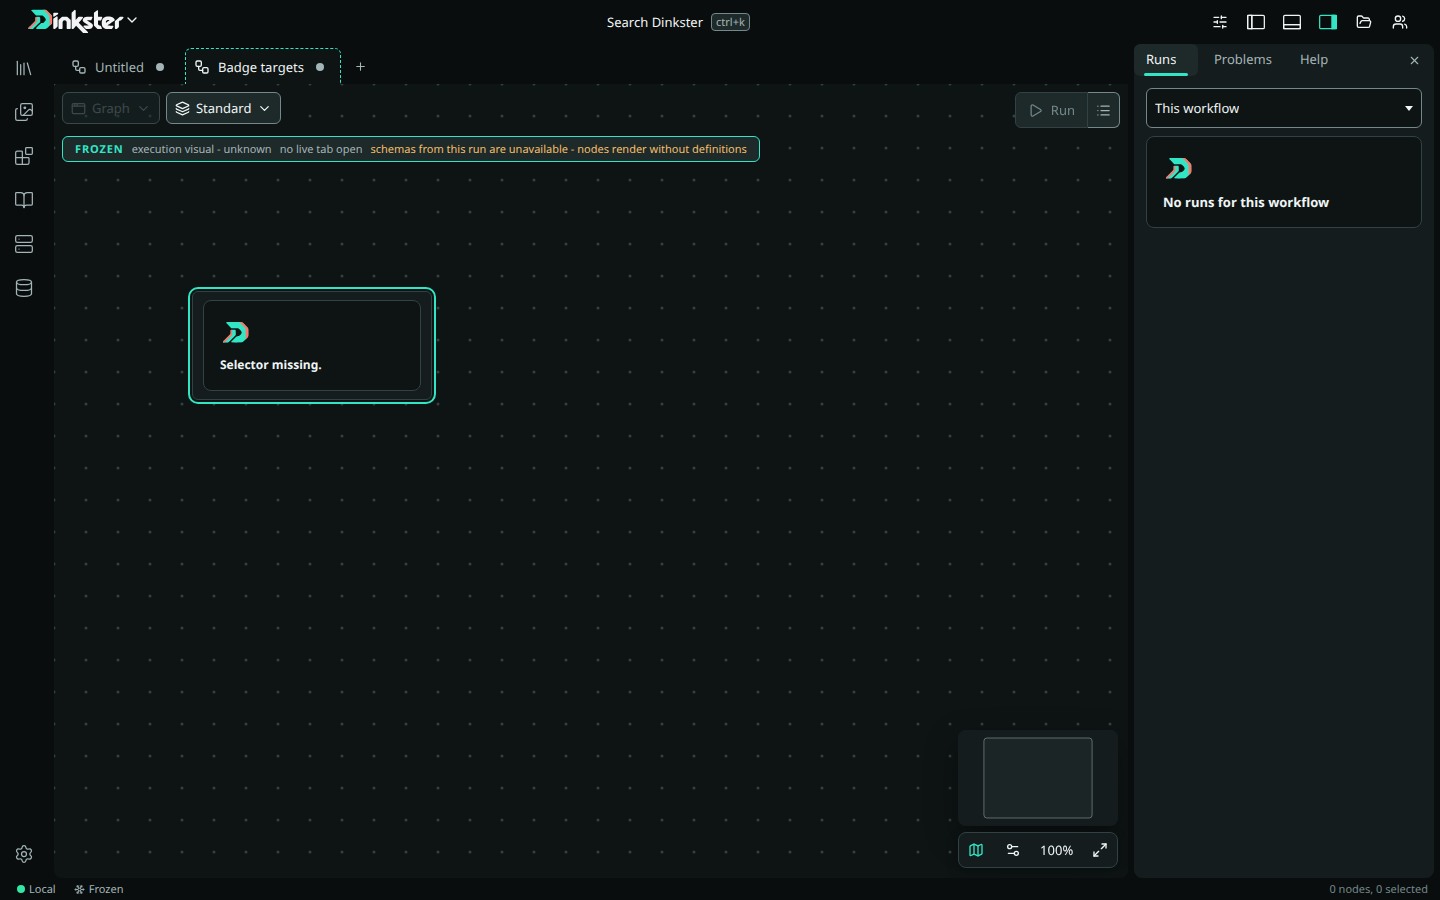 Dinkster
Search Dinkster ctrl+k
Untitled
Badge targets
Runs Problems Help
Graph
Standard
Run
This workflow
FROZEN execution visual - unknown no live tab open schemas from this run are unavailable - nodes render without definitions
No runs for this workflow
Selector missing.
100%
Local Frozen
0 nodes, 0 selected